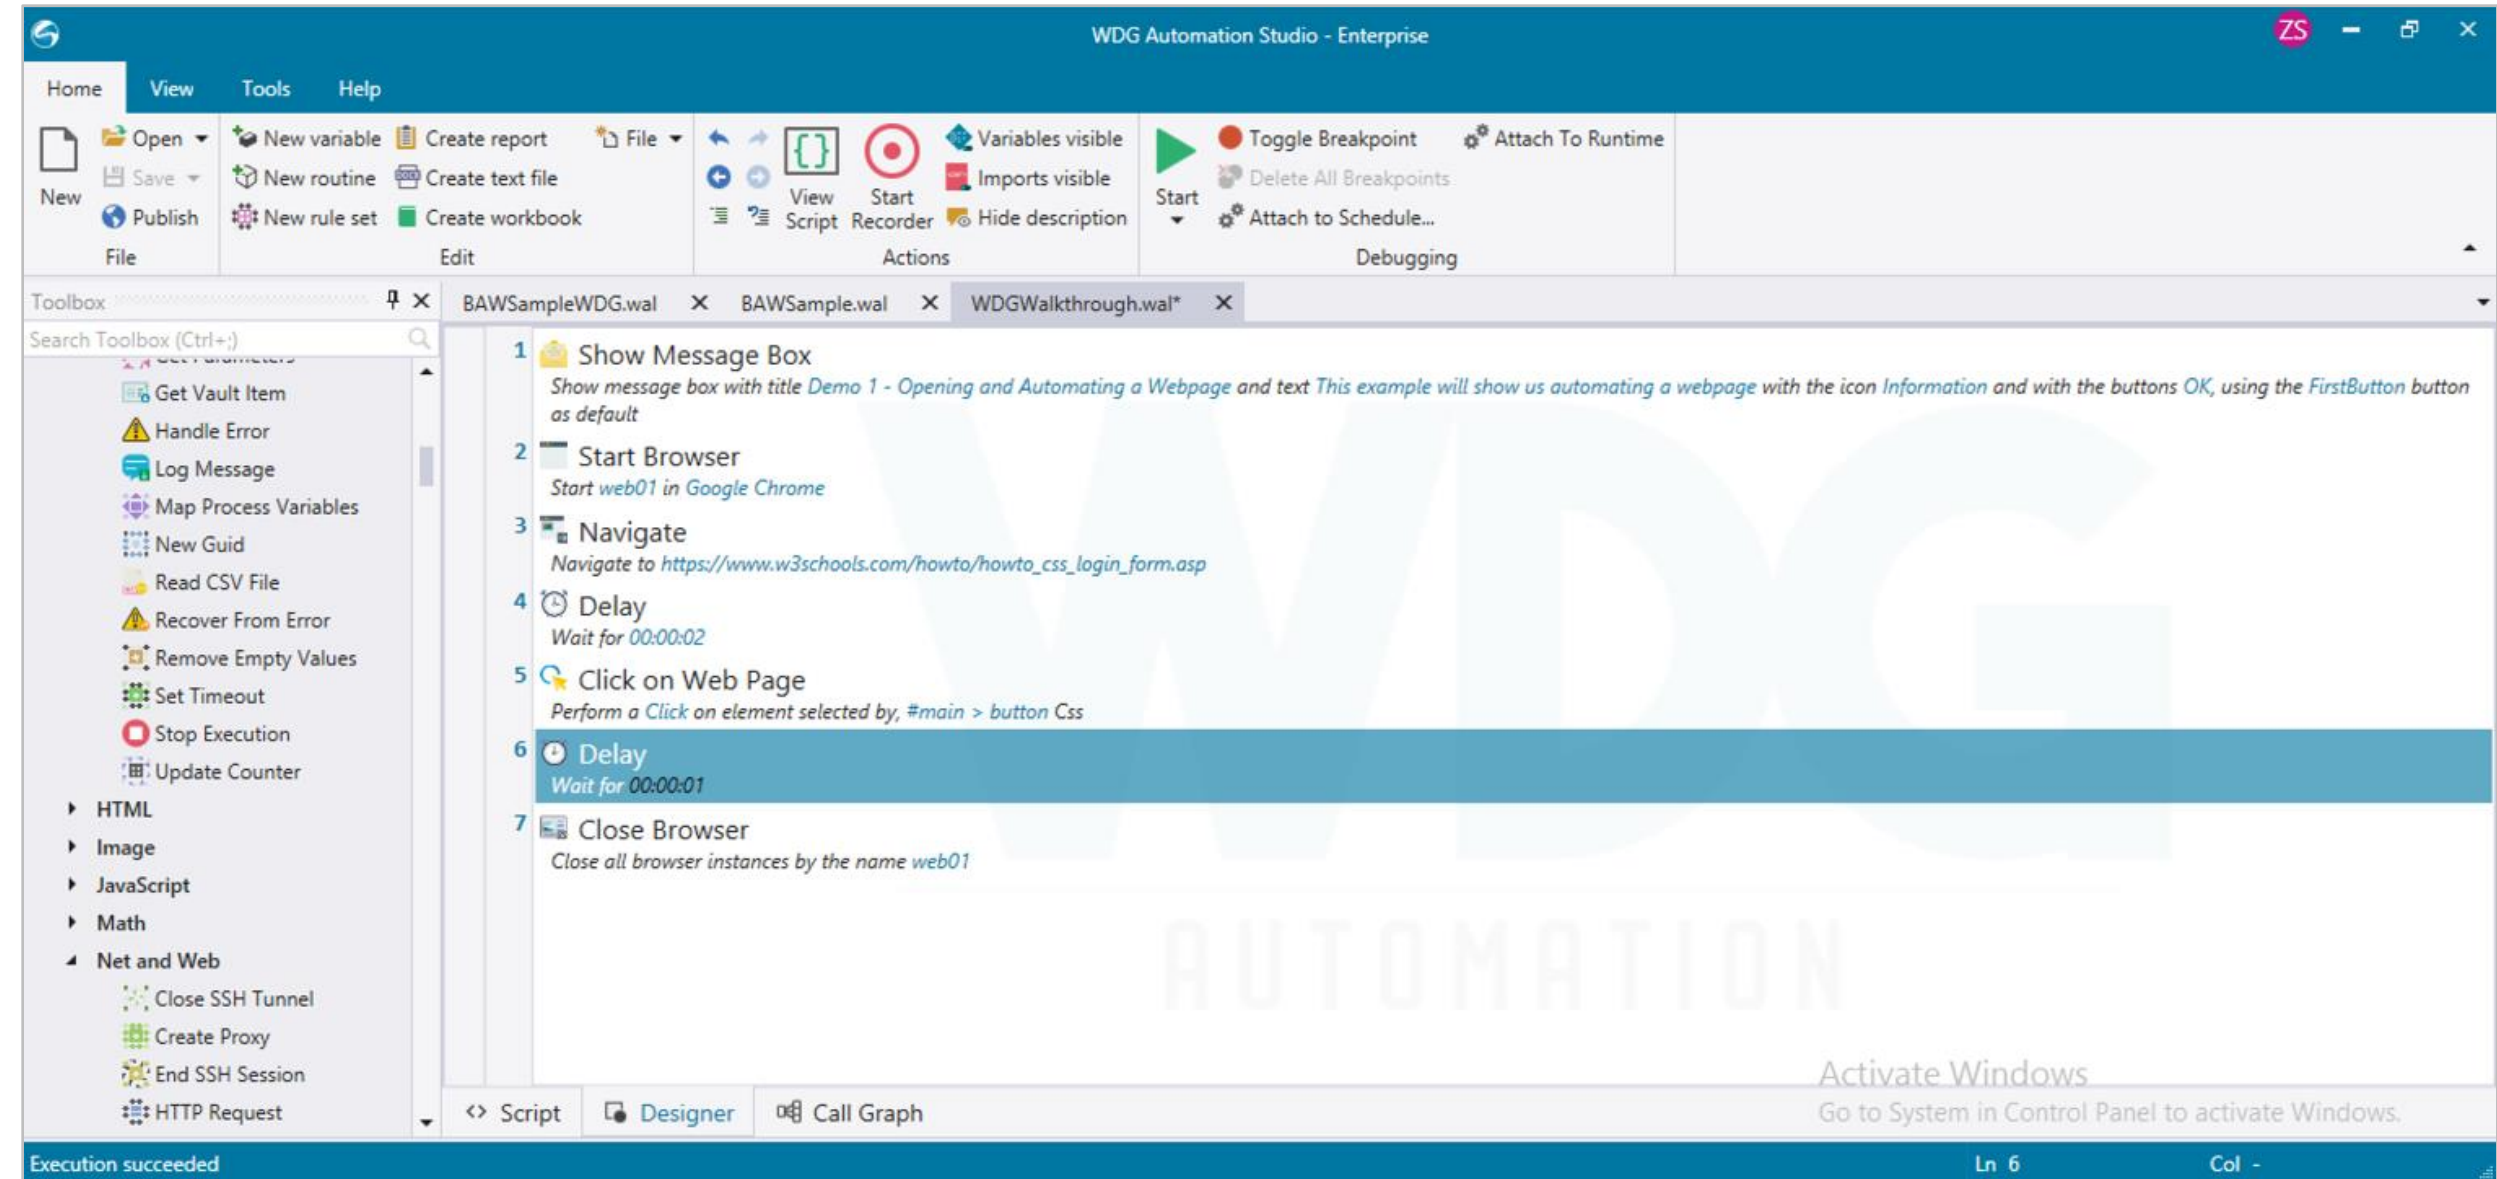 WDG Automation Studio - Enterprise
ZS
Home View Tools Help
New
Open
Save
Publish
File
New variable
New routine
New rule set
Create report
Create text file
Create workbook
File
Edit
View Script
Start Recorder
Variables visible
Imports visible
Hide description
Actions
Start
Toggle Breakpoint
Delete All Breakpoints
Attach to Schedule...
Attach To Runtime
Debugging
Toolbox
Search Toolbox (Ctrl+;)
Get Parameters
Get Vault Item
Handle Error
Log Message
Map Process Variables
New Guid
Read CSV File
Recover From Error
Remove Empty Values
Set Timeout
Stop Execution
Update Counter
HTML
Image
JavaScript
Math
Net and Web
Close SSH Tunnel
Create Proxy
End SSH Session
HTTP Request
BAWSampleWDG.wal BAWSample.wal WDGWalkthrough.wal*
1 Show Message Box
Show message box with title Demo 1 - Opening and Automating a Webpage and text This example will show us automating a webpage with the icon Information and with the buttons OK, using the FirstButton button
as default
2 Start Browser
Start web01 in Google Chrome
3 Navigate
Navigate to https://www.w3schools.com/howto/howto_css_login_form.asp
4 Delay
Wait for 00:00:02
5 Click on Web Page
Perform a Click on element selected by, #main > button Css
6 Delay
Wait for 00:00:01
7 Close Browser
Close all browser instances by the name web01
WDG
AUTOMATION
Activate Windows
Go to System in Control Panel to activate Windows.
Script Designer Call Graph
Execution succeeded
Ln 6 Col -